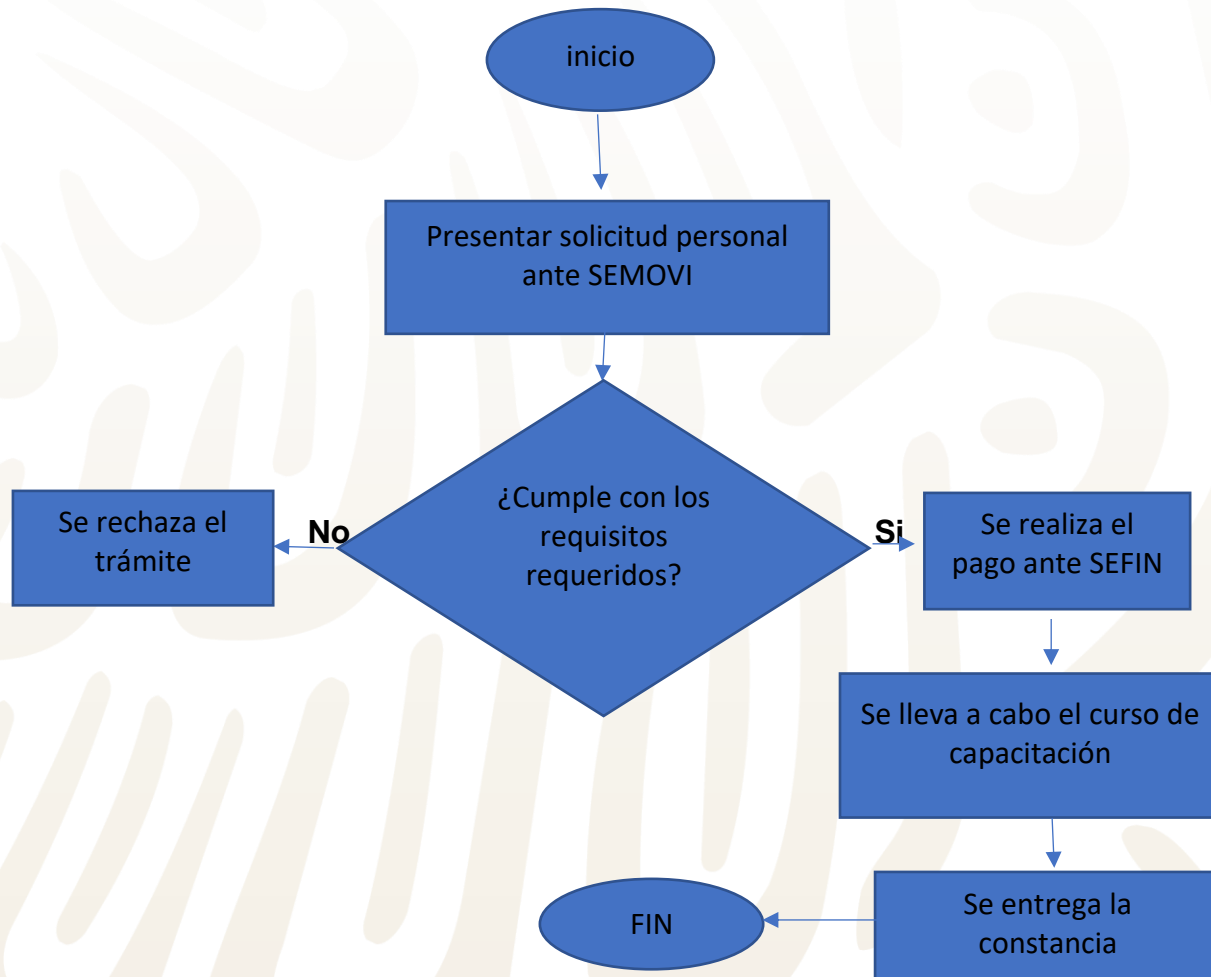 inicio
Presentar solicitud personal
ante SEMOVI
¿Cumple con los
requisitos
requeridos?
No
Se rechaza el
trámite
Si
Se realiza el
pago ante SEFIN
Se lleva a cabo el curso de
capacitación
Se entrega la
constancia
FIN